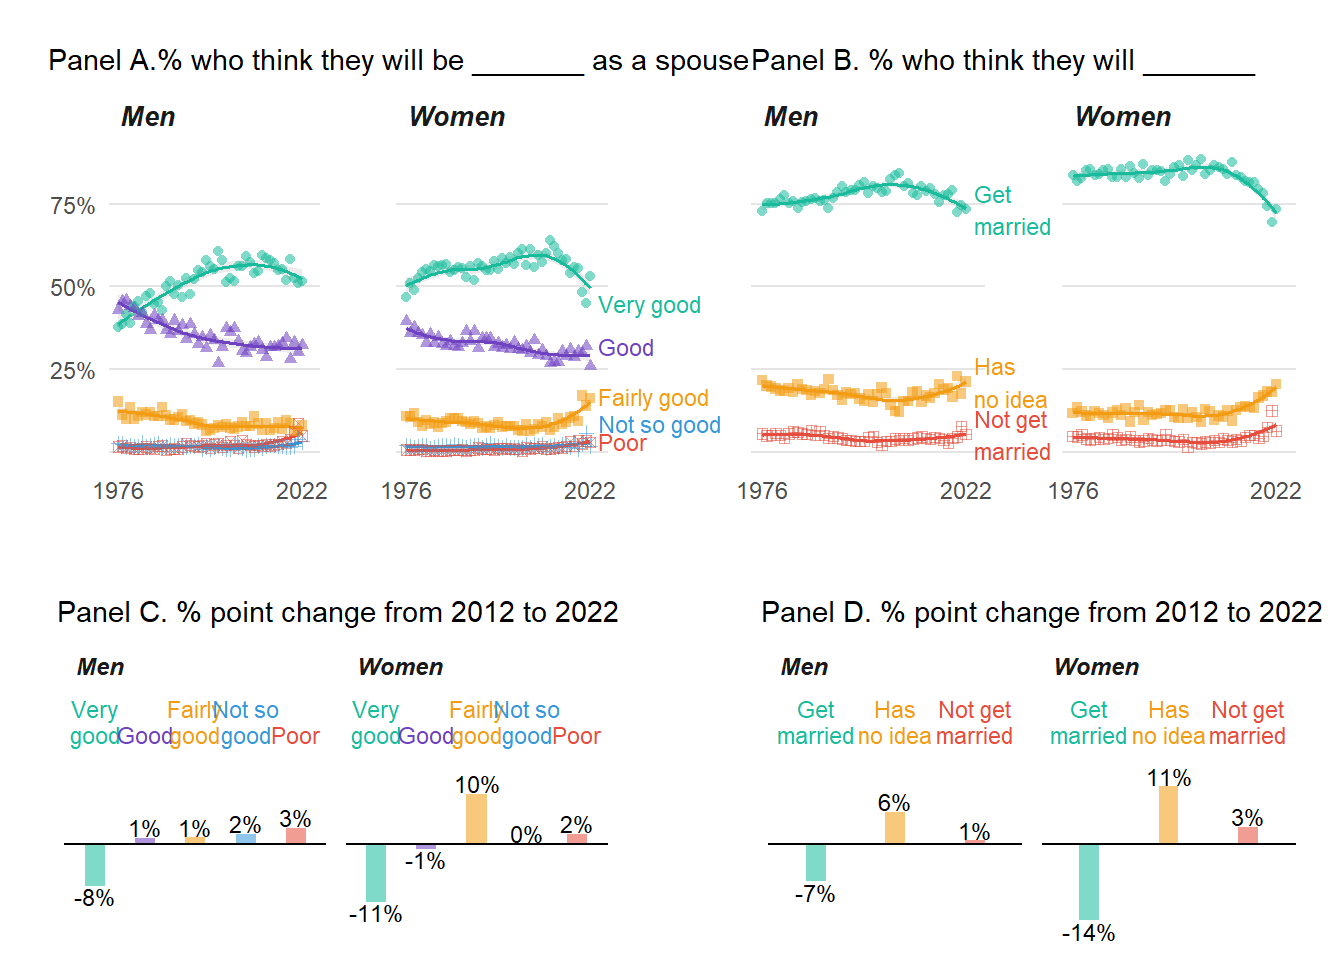 Panel A.% who think they will be _______ as a spouse
Panel B. % who think they will _______
Men
Women
Men
Women
75%
50%
25%
Very good
Good
Fairly good
Not so good
Poor
Get
married
Has
no idea
Not get
married
1976
2022
1976
2022
1976
2022
1976
2022
Panel C. % point change from 2012 to 2022
Panel D. % point change from 2012 to 2022
Men
Women
Men
Women
Very
good
Good
Fairly
good
Not so
good
Poor
Very
good
Good
Fairly
good
Not so
good
Poor
Get
married
Has
no idea
Not get
married
Get
married
Has
no idea
Not get
married
-8%
1%
1%
2%
3%
-11%
-1%
10%
0%
2%
-7%
6%
1%
-14%
11%
3%